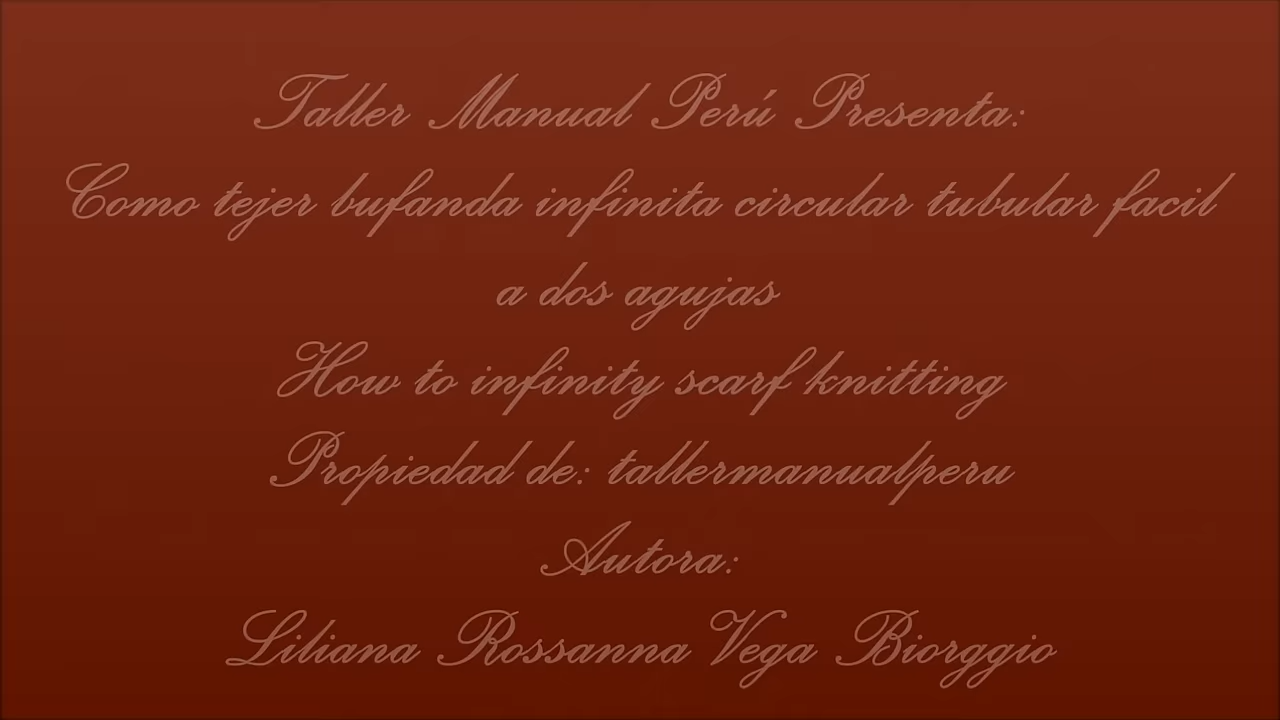 Taller Manual Perú Presenta:
Como tejer bufanda infinita circular tubular facil
a dos agujas
How to infinity scarf knitting
Propiedad de: tallermanualperu
Autora:
Liliana Rossanna Vega Biorggio